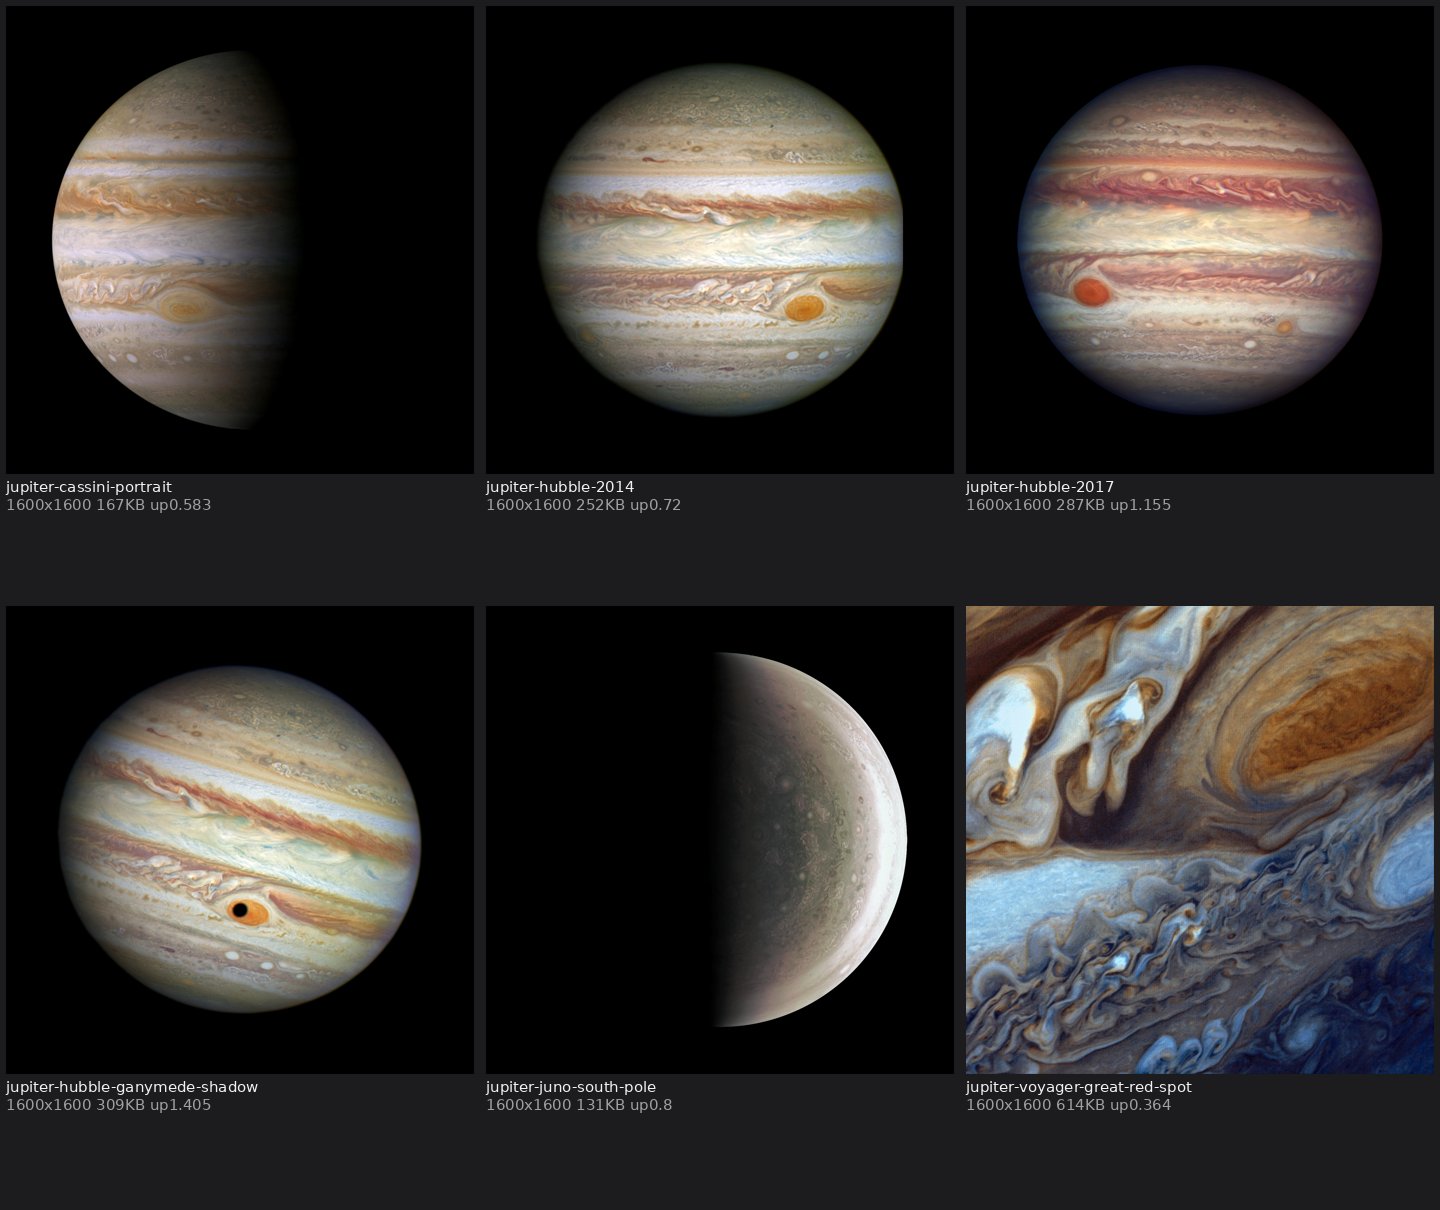 jupiter-cassini-portrait
1600x1600 167KB up0.583
jupiter-hubble-2014
1600x1600 252KB up0.72
jupiter-hubble-2017
1600x1600 287KB up1.155
jupiter-hubble-ganymede-shadow
1600x1600 309KB up1.405
jupiter-juno-south-pole
1600x1600 131KB up0.8
jupiter-voyager-great-red-spot
1600x1600 614KB up0.364